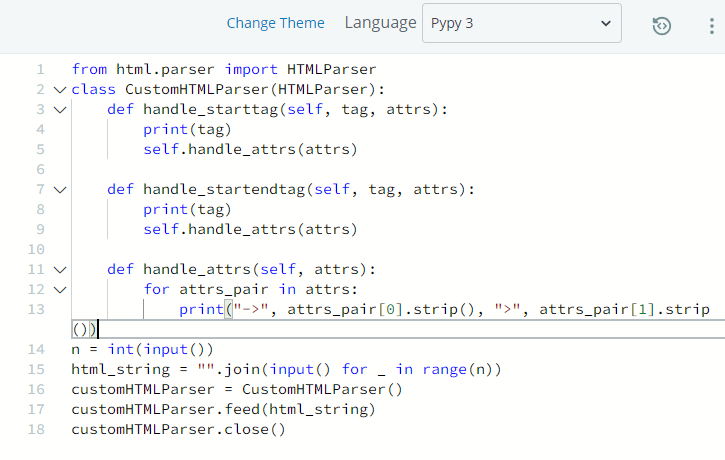 Change Theme Language Pypy 3
1 from html.parser import HTMLParser
2 class CustomHTMLParser(HTMLParser):
3     def handle_starttag(self, tag, attrs):
4         print(tag)
5         self.handle_attrs(attrs)
6
7     def handle_startendtag(self, tag, attrs):
8         print(tag)
9         self.handle_attrs(attrs)
10
11     def handle_attrs(self, attrs):
12         for attrs_pair in attrs:
13             print("->", attrs_pair[0].strip(), ">", attrs_pair[1].strip
())
14 n = int(input())
15 html_string = "".join(input() for _ in range(n))
16 customHTMLParser = CustomHTMLParser()
17 customHTMLParser.feed(html_string)
18 customHTMLParser.close()